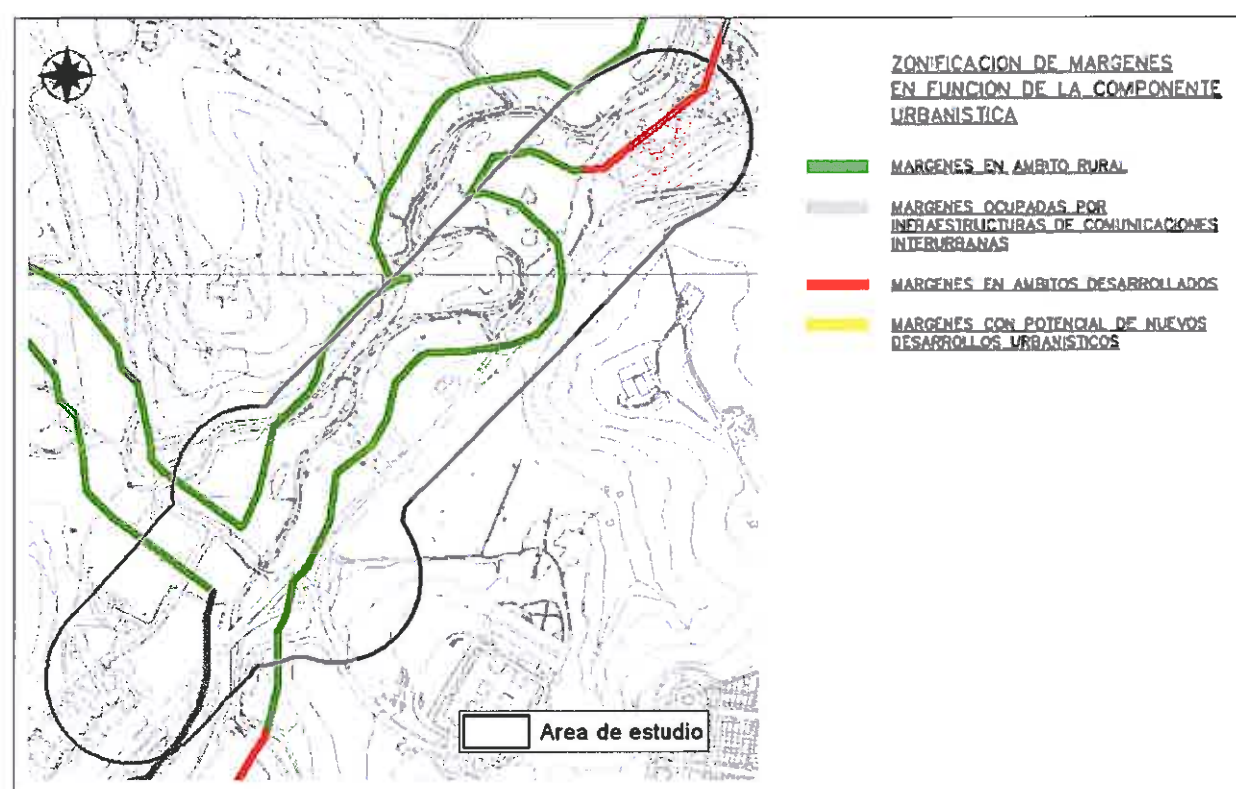 ZONIFICACION DE MARGENES
EN FUNCION DE LA COMPONENTE
URBANISTICA
MARGENES EN AMBITO RURAL
MARGENES OCUPADAS POR
INFRAESTRUCTURAS DE COMUNICACIONES
INTERURBANAS
MARGENES EN AMBITOS DESARROLLADOS
MARGENES CON POTENCIAL DE NUEVOS
DESARROLLOS URBANISTICOS
Area de estudio